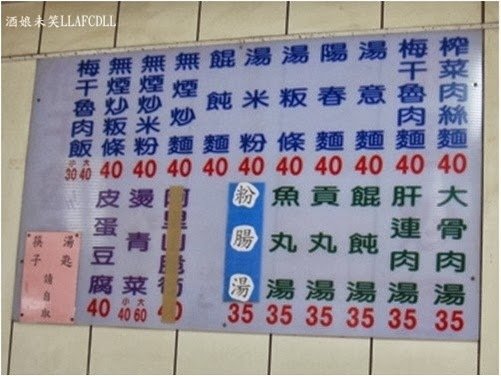 酒娘未笑LLAFCDLL
榨菜肉絲麵 40
梅干魯肉麵 40
湯意麵 40
陽春麵 40
湯粄條 40
湯米粉 40
餛飩麵 40
無煙炒麵 40
無煙炒米粉 40
無煙炒粄條 40
梅干魯肉飯 大40 小30
大骨肉湯 35
肝連肉湯 35
餛飩湯 35
貢丸湯 35
魚丸湯 35
粉腸湯 35
燙青菜 大60 小40
皮蛋豆腐 40
湯匙
筷子
請自取